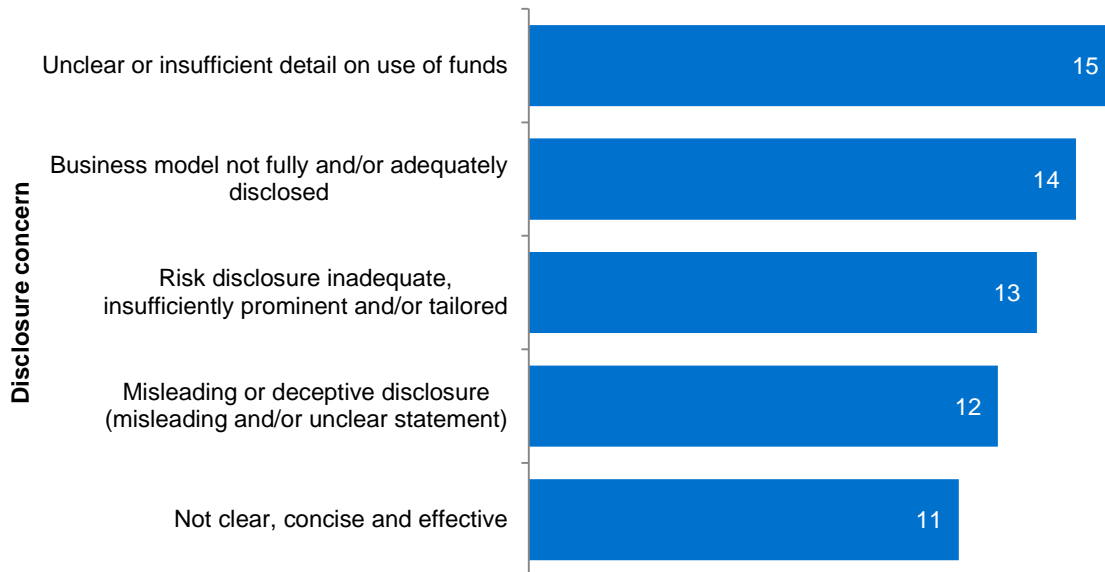 Disclosure concern
Unclear or insufficient detail on use of funds
15
Business model not fully and/or adequately
disclosed
14
Risk disclosure inadequate,
insufficiently prominent and/or tailored
13
Misleading or deceptive disclosure
(misleading and/or unclear statement)
12
Not clear, concise and effective
11